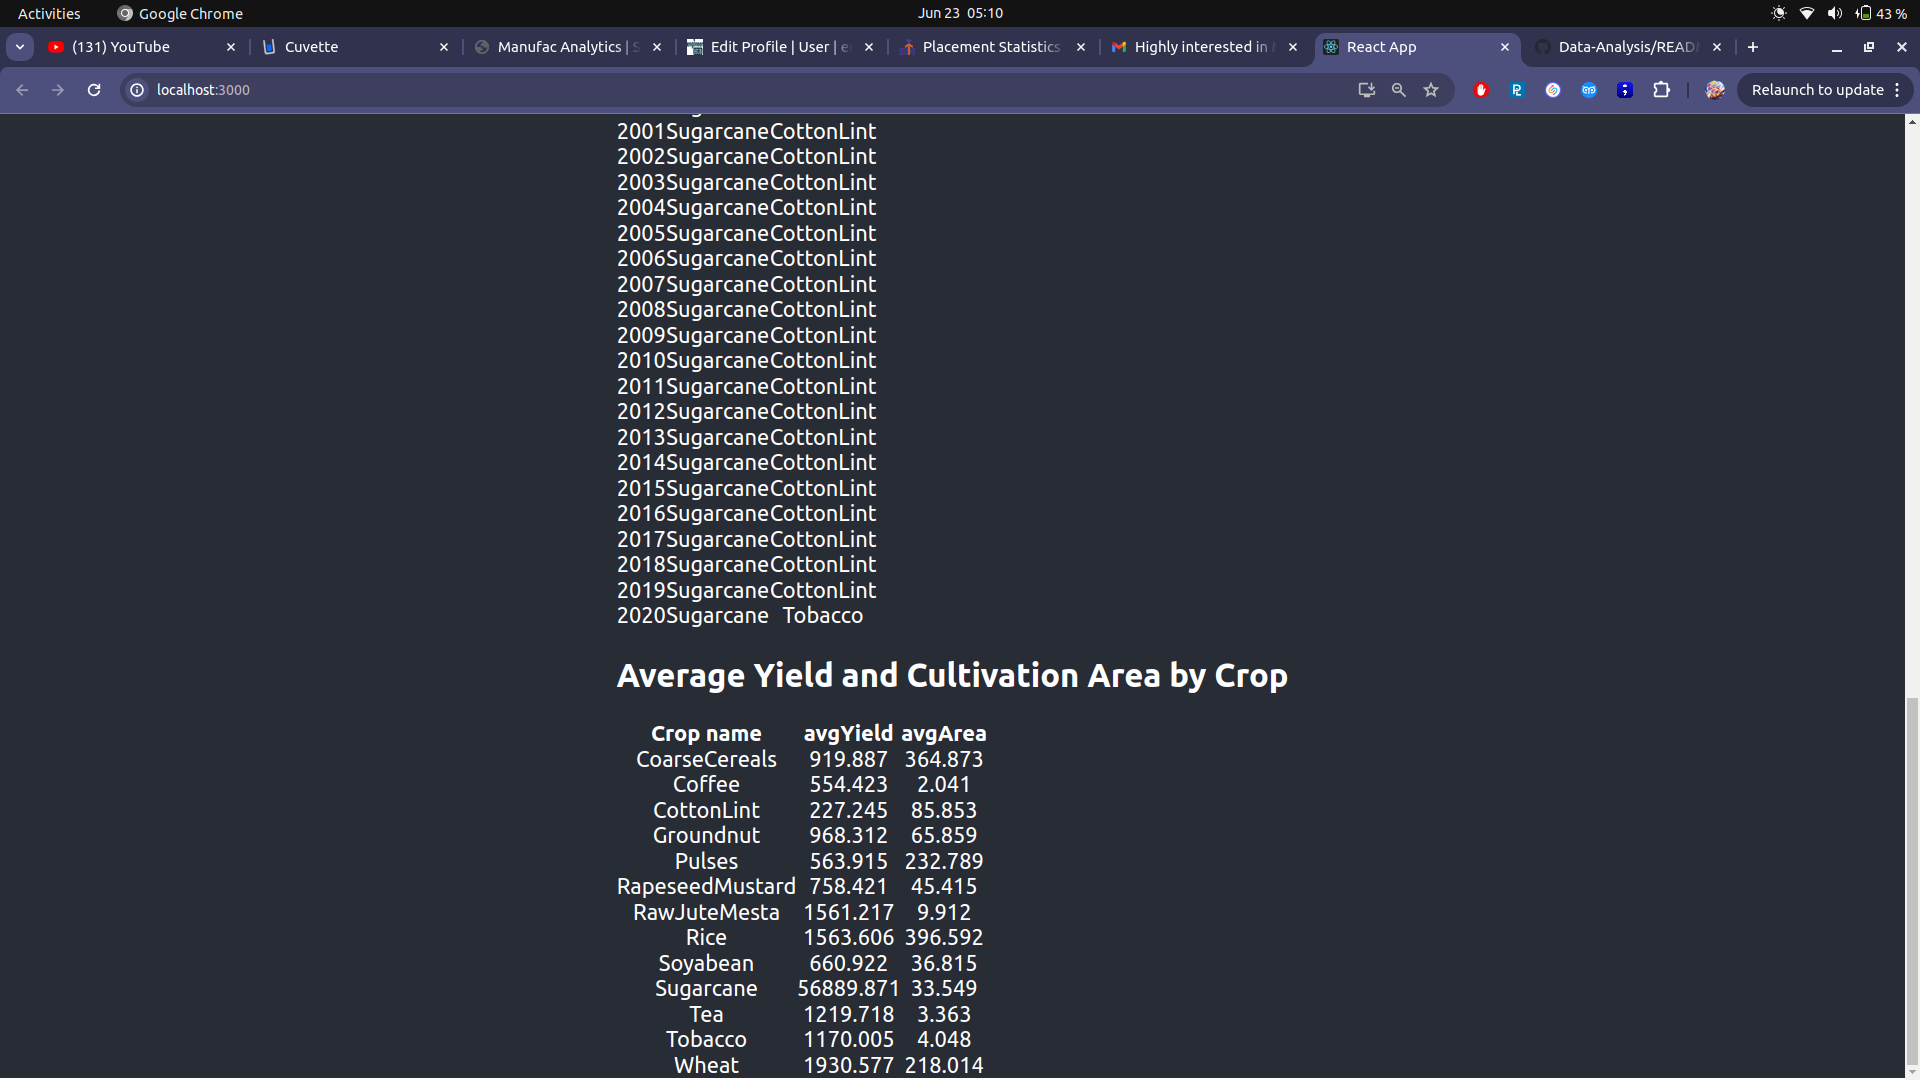 Activities Google Chrome Jun 23 05:10 43 %
(131) YouTube Cuvette Manufac Analytics | S Edit Profile | User | e Placement Statistics Highly interested in React App Data-Analysis/READ
localhost:3000 Relaunch to update
2001SugarcaneCottonLint
2002SugarcaneCottonLint
2003SugarcaneCottonLint
2004SugarcaneCottonLint
2005SugarcaneCottonLint
2006SugarcaneCottonLint
2007SugarcaneCottonLint
2008SugarcaneCottonLint
2009SugarcaneCottonLint
2010SugarcaneCottonLint
2011SugarcaneCottonLint
2012SugarcaneCottonLint
2013SugarcaneCottonLint
2014SugarcaneCottonLint
2015SugarcaneCottonLint
2016SugarcaneCottonLint
2017SugarcaneCottonLint
2018SugarcaneCottonLint
2019SugarcaneCottonLint
2020Sugarcane Tobacco
Average Yield and Cultivation Area by Crop
Crop name avgYield avgArea
CoarseCereals 919.887 364.873
Coffee 554.423 2.041
CottonLint 227.245 85.853
Groundnut 968.312 65.859
Pulses 563.915 232.789
RapeseedMustard 758.421 45.415
RawJuteMesta 1561.217 9.912
Rice 1563.606 396.592
Soyabean 660.922 36.815
Sugarcane 56889.871 33.549
Tea 1219.718 3.363
Tobacco 1170.005 4.048
Wheat 1930.577 218.014